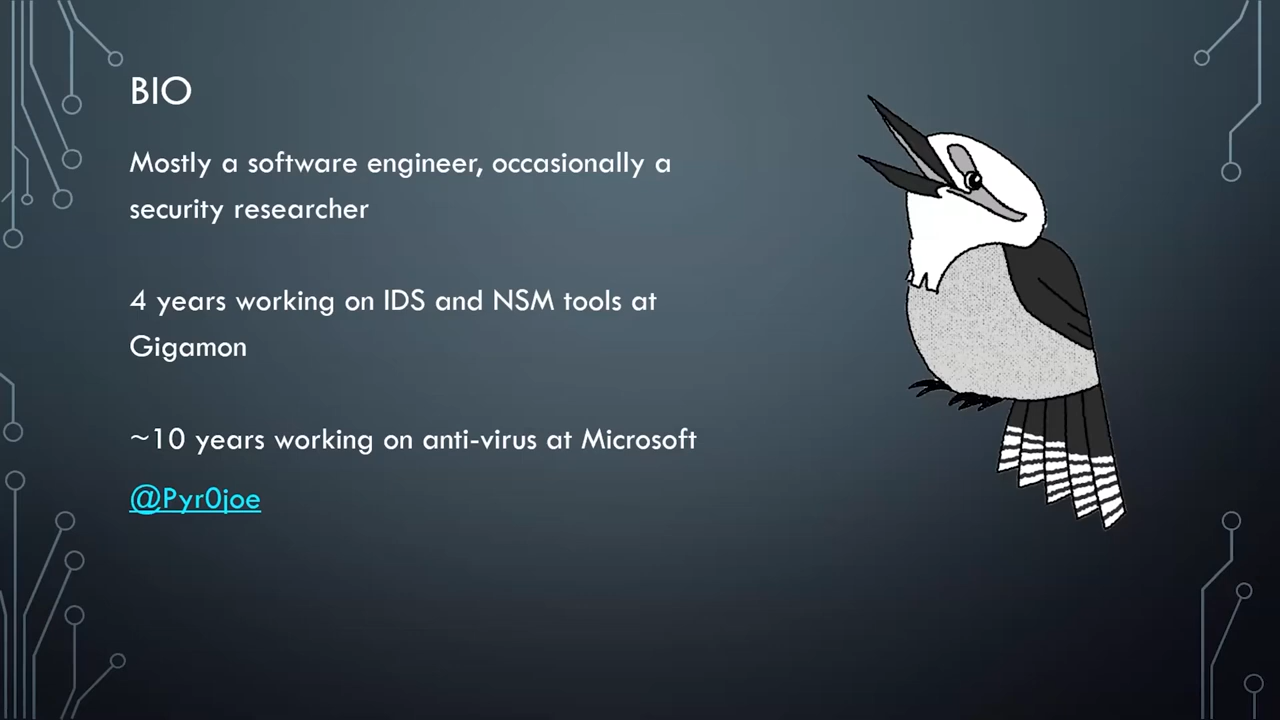 BIO
Mostly a software engineer, occasionally a
security researcher
4 years working on IDS and NSM tools at
Gigamon
~10 years working on anti-virus at Microsoft
@Pyr0joe